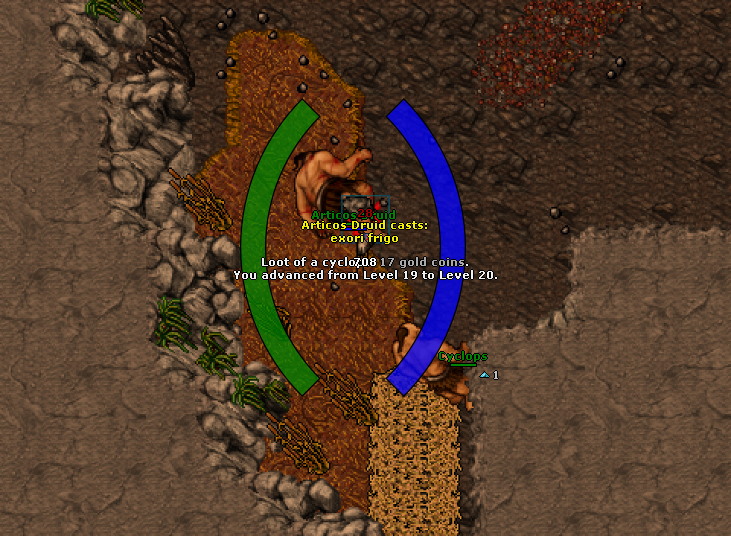 Articos Druid
Articos Druid casts:
exori frigo
Loot of a cyclops 708 17 gold coins.
You advanced from Level 19 to Level 20.
Cyclops
1